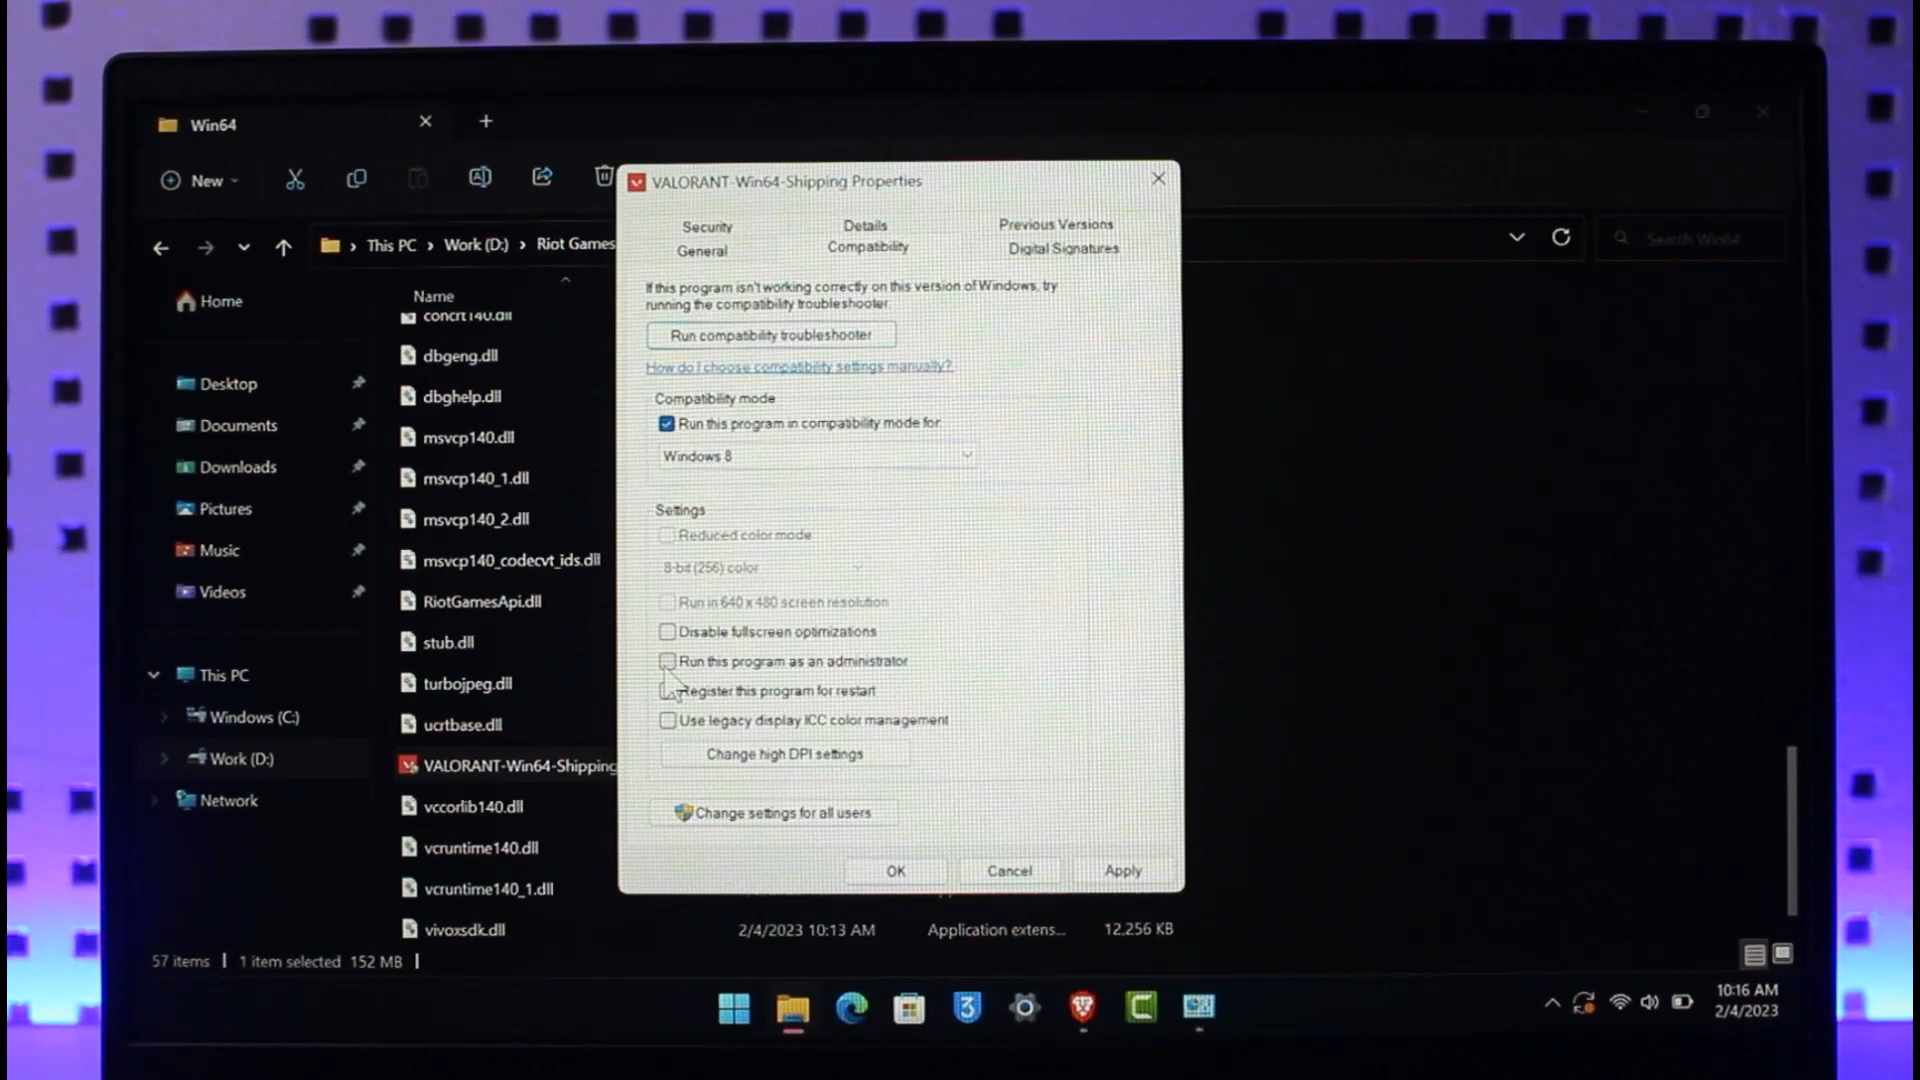 Win64
New
This PC > Work (D:) > Riot Games
Search Win64
Home
Desktop
Documents
Downloads
Pictures
Music
Videos
This PC
Windows (C:)
Work (D:)
Network
Name
concrt140.dll
dbgeng.dll
dbghelp.dll
msvcp140.dll
msvcp140_1.dll
msvcp140_2.dll
msvcp140_codecvt_ids.dll
RiotGamesApi.dll
stub.dll
turbojpeg.dll
ucrtbase.dll
VALORANT-Win64-Shipping
vccorlib140.dll
vcruntime140.dll
vcruntime140_1.dll
vivoxsdk.dll 2/4/2023 10:13 AM Application extens... 12,256 KB
VALORANT-Win64-Shipping Properties
Security Details Previous Versions
General Compatibility Digital Signatures
If this program isn't working correctly on this version of Windows, try
running the compatibility troubleshooter.
Run compatibility troubleshooter
How do I choose compatibility settings manually?
Compatibility mode
Run this program in compatibility mode for:
Windows 8
Settings
Reduced color mode
8-bit (256) color
Run in 640 x 480 screen resolution
Disable fullscreen optimizations
Run this program as an administrator
Register this program for restart
Use legacy display ICC color management
Change high DPI settings
Change settings for all users
OK Cancel Apply
57 items 1 item selected 152 MB
3
10:16 AM
2/4/2023